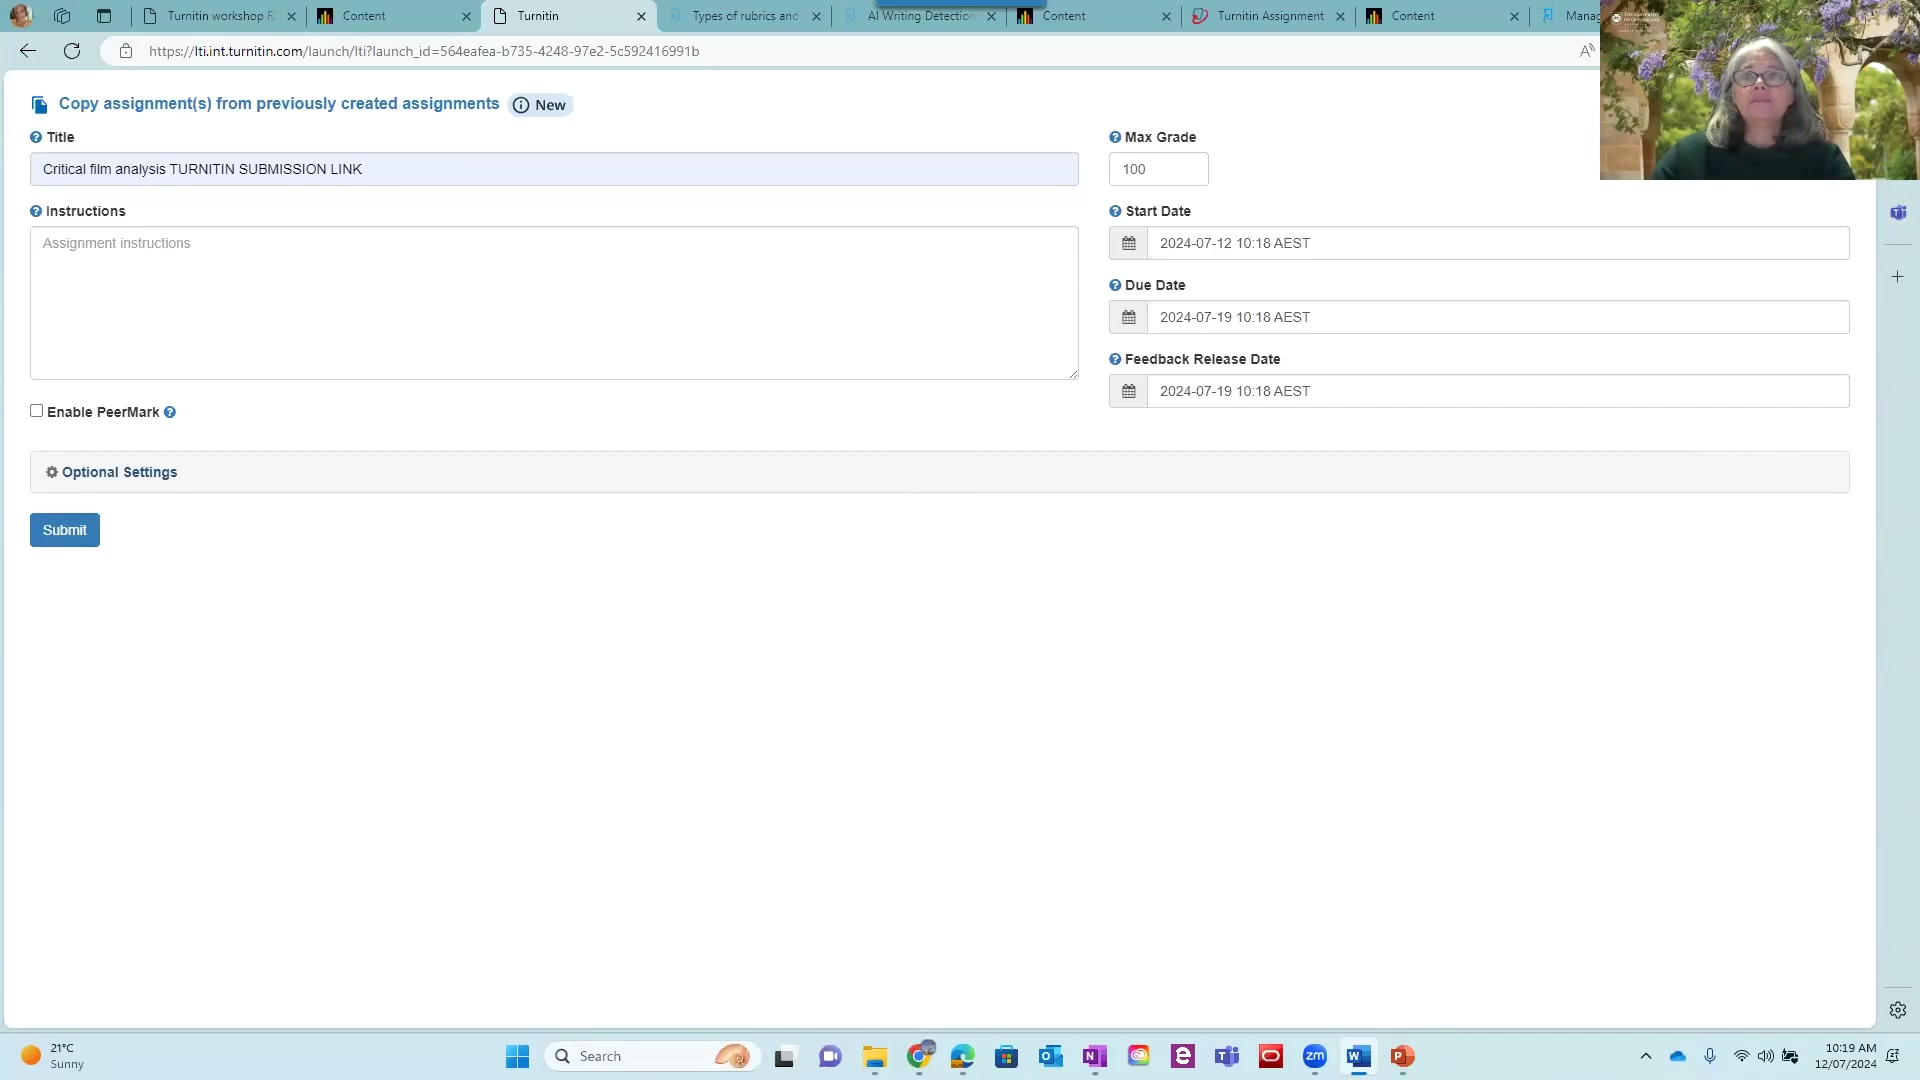 Turnitin workshop R
Content
Turnitin
Types of rubrics and
AI Writing Detection
Content
Turnitin Assignment
Content
Manag
https://lti.int.turnitin.com/launch/lti?launch_id=564eafea-b735-4248-97e2-5c592416991b
Copy assignment(s) from previously created assignments New
Title
Critical film analysis TURNITIN SUBMISSION LINK
Max Grade
100
Instructions
Assignment instructions
Start Date
2024-07-12 10:18 AEST
Due Date
2024-07-19 10:18 AEST
Feedback Release Date
2024-07-19 10:18 AEST
Enable PeerMark
Optional Settings
Submit
21°C
Sunny
Search
zm
10:19 AM
12/07/2024